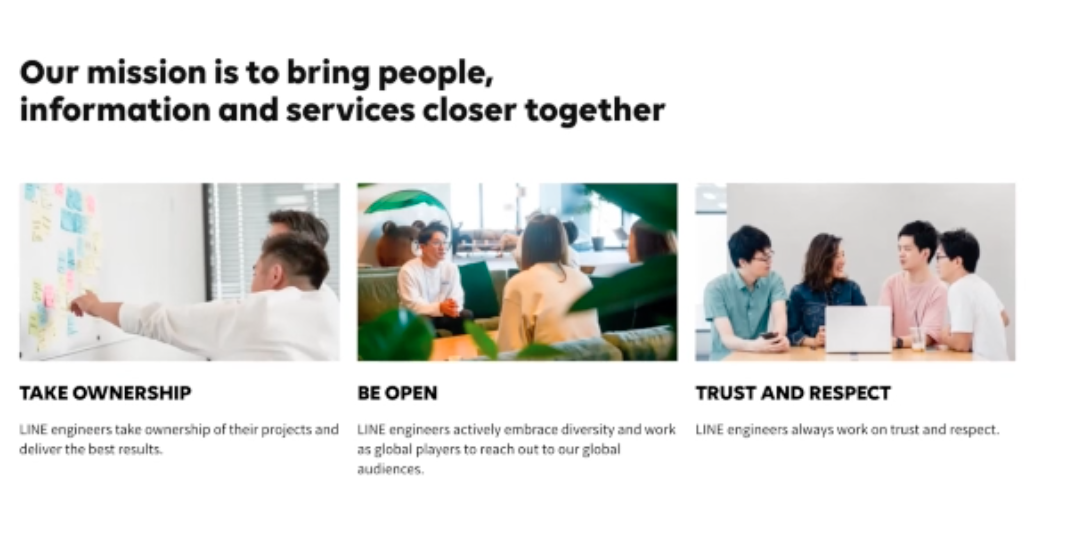 Our mission is to bring people,
information and services closer together
TAKE OWNERSHIP
LINE engineers take ownership of their projects and
deliver the best results.
BE OPEN
LINE engineers actively embrace diversity and work
as global players to reach out to our global
audiences.
TRUST AND RESPECT
LINE engineers always work on trust and respect.